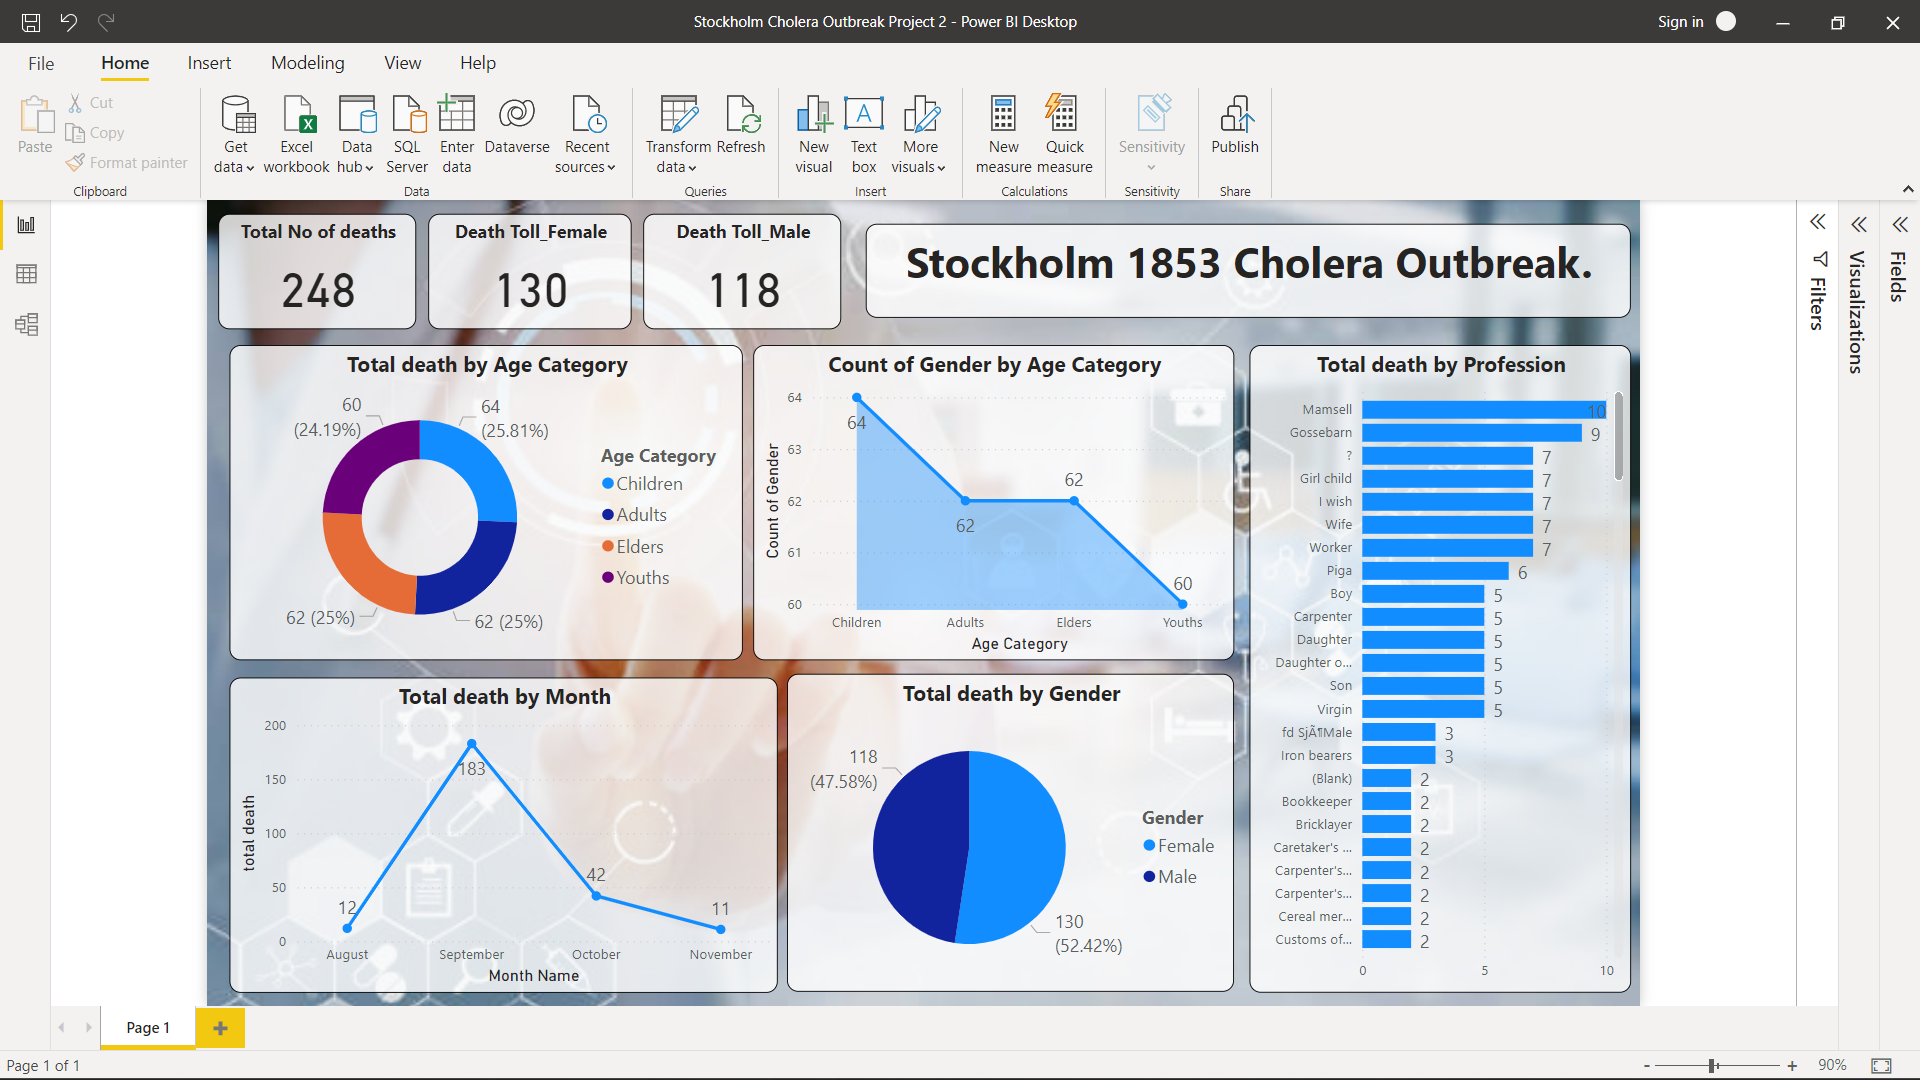 Stockholm Cholera Outbreak Project 2 - Power BI Desktop
Sign in
File
Home
Insert
Modeling
View
Help
Paste
Cut
Copy
Format painter
Clipboard
Get data
Excel workbook
Data hub
SQL Server
Enter data
Dataverse
Recent sources
Data
Transform data
Refresh
Queries
New visual
Text box
More visuals
Insert
New measure
Quick measure
Calculations
Sensitivity
Sensitivity
Publish
Share
Total No of deaths
248
Death Toll_Female
130
Death Toll_Male
118
Stockholm 1853 Cholera Outbreak.
Filters
Visualizations
Fields
Total death by Age Category
60
(24.19%)
64
(25.81%)
62 (25%)
62 (25%)
Age Category
Children
Adults
Elders
Youths
Count of Gender by Age Category
Count of Gender
64
63
62
61
60
64
62
62
60
Children
Adults
Elders
Youths
Age Category
Total death by Profession
Mamsell 10
Gossebarn 9
? 7
Girl child 7
I wish 7
Wife 7
Worker 7
Piga 6
Boy 5
Carpenter 5
Daughter 5
Daughter o... 5
Son 5
Virgin 5
fd SjÃ¶Male 3
Iron bearers 3
(Blank) 2
Bookkeeper 2
Bricklayer 2
Caretaker's ... 2
Carpenter's... 2
Carpenter's... 2
Cereal mer... 2
Customs of... 2
0 5 10
Total death by Month
total death
200
150
100
50
0
12
183
42
11
August
September
October
November
Month Name
Total death by Gender
118
(47.58%)
130
(52.42%)
Gender
Female
Male
Page 1
+
Page 1 of 1
- + 90%